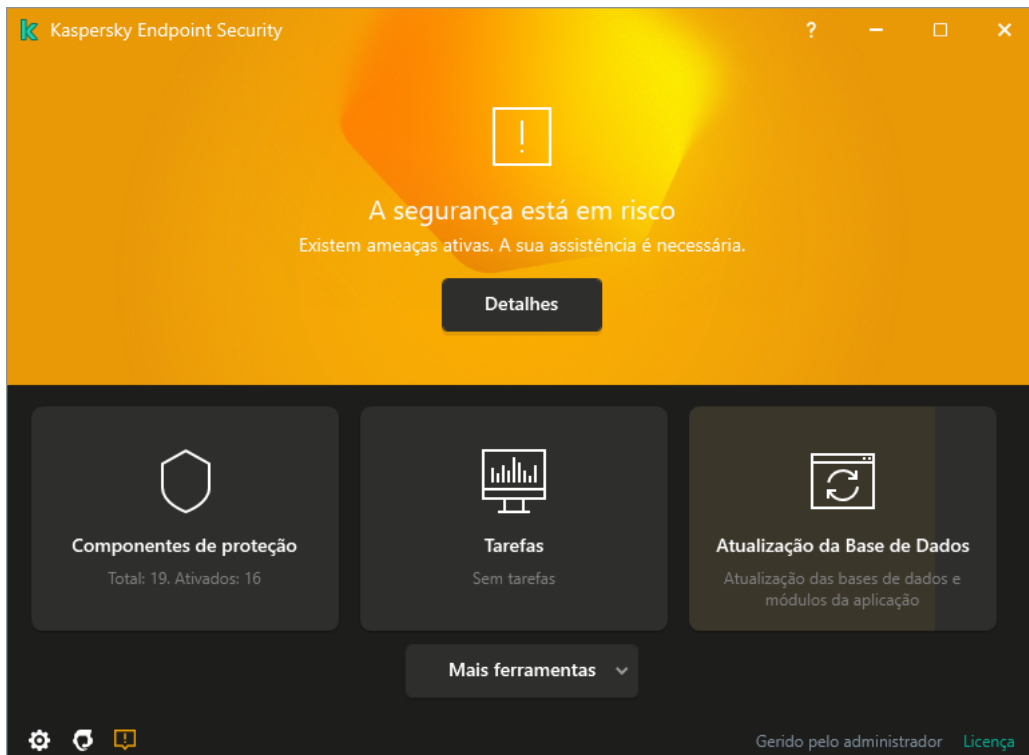 Kaspersky Endpoint Security
?
A segurança está em risco
Existem ameaças ativas. A sua assistência é necessária.
Detalhes
Componentes de proteção
Total: 19. Ativados: 16
Tarefas
Sem tarefas
Atualização da Base de Dados
Atualização das bases de dados e
módulos da aplicação
Mais ferramentas
Gerido pelo administrador Licença